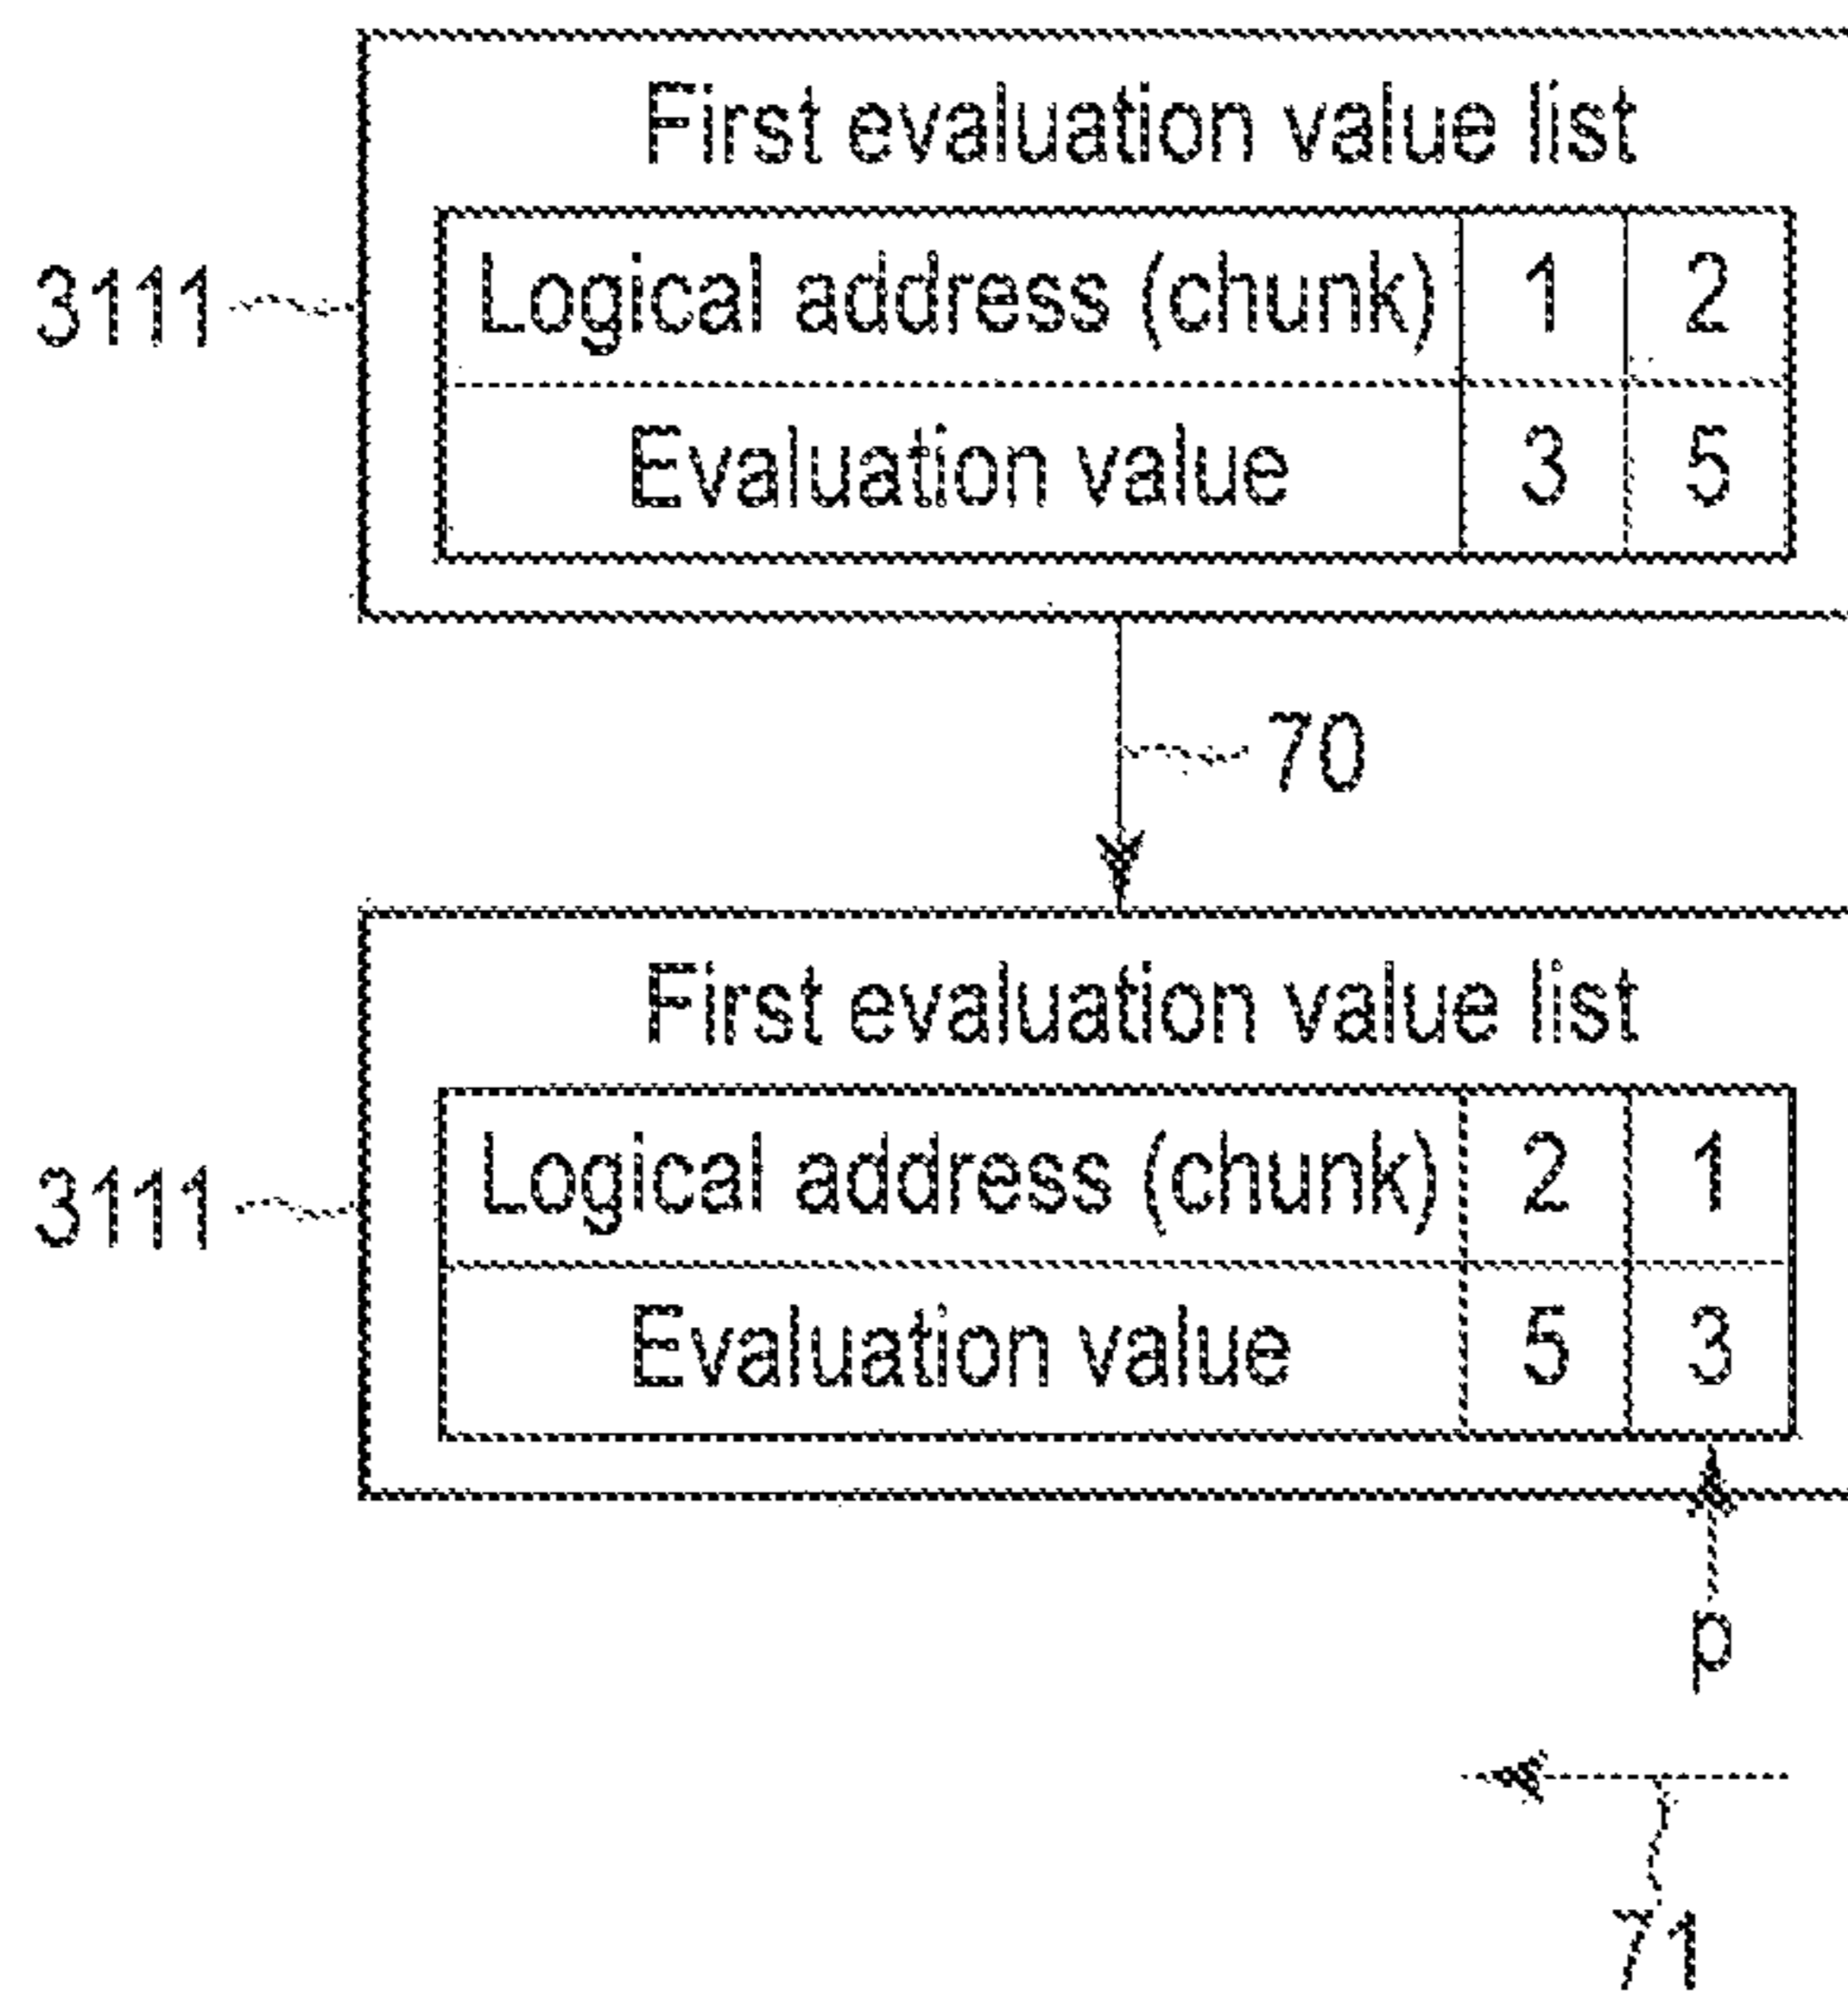 First evaluation value list
3111
Logical address (chunk) 1 2
Evaluation value 3 5
70
First evaluation value list
3111
Logical address (chunk) 2 1
Evaluation value 5 3
p
71